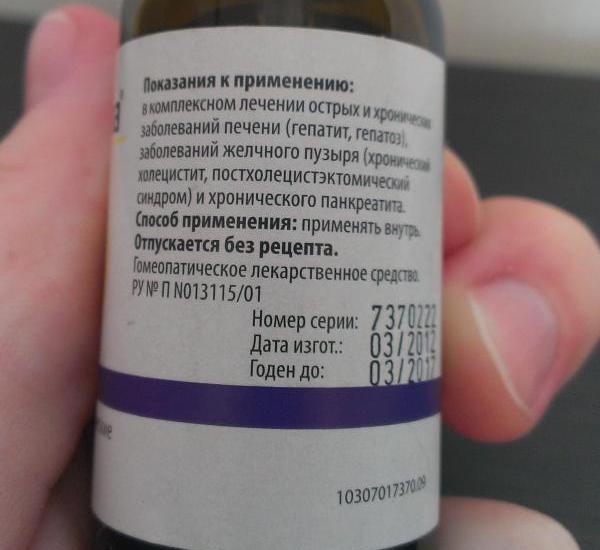 Показания к применению:
в комплексном лечении острых и хронических
заболеваний печени (гепатит, гепатоз),
заболеваний желчного пузыря (хронический
холецистит, постхолецистэктомический
синдром) и хронического панкреатита.
Способ применения: применять внутрь.
Отпускается без рецепта.
Гомеопатическое лекарственное средство.
РУ № П N013115/01
Номер серии: 7370222
Дата изгот.: 03/2012
Годен до: 03/2017
10307017370.09